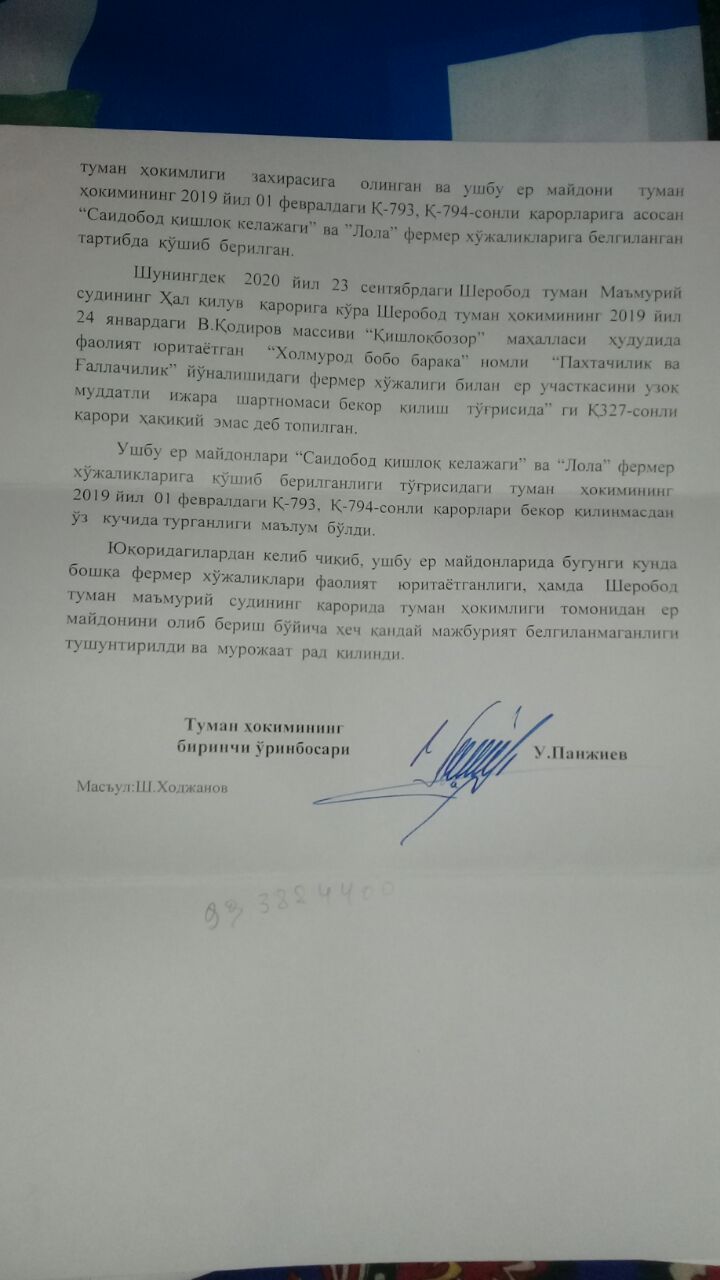 туман ҳокимлиги захирасига олинган ва ушбу ер майдони туман
ҳокимининг 2019 йил 01 февралдаги Қ-793, Қ-794-сонли қарорларига асосан
“Саидобод қишлоқ келажаги” ва ”Лола” фермер хўжаликларига белгиланган
тартибда қўшиб берилган.
Шунингдек 2020 йил 23 сентябрдаги Шеробод туман Маъмурий
судининг Ҳал қилув қарорига кўра Шеробод туман ҳокимининг 2019 йил
24 январдаги В.Қодиров массиви “Қишлоқбозор” маҳалласи ҳудудида
фаолият юритаётган “Холмурод бобо барака” номли “Пахтачилик ва
Ғаллачилик” йўналишидаги фермер хўжалиги билан ер участкасини узоқ
муддатли ижара шартномаси бекор қилиш тўғрисида” ги Қ327-сонли
қарори ҳақиқий эмас деб топилган.
Ушбу ер майдонлари “Саидобод қишлоқ келажаги” ва “Лола” фермер
хўжаликларига қўшиб берилганлиги тўғрисидаги туман ҳокимининг
2019 йил 01 февралдаги Қ-793, Қ-794-сонли қарорлари бекор қилинмасдан
ўз кучида турганлиги маълум бўлди.
Юқоридагилардан келиб чиқиб, ушбу ер майдонларида бугунги кунда
бошқа фермер хўжаликлари фаолият юритаётганлиги, ҳамда Шеробод
туман маъмурий судининг қарорида туман ҳокимлиги томонидан ер
майдонини олиб бериш бўйича ҳеч қандай мажбурият белгиланмаганлиги
тушунтирилди ва мурожаат рад қилинди.
Туман ҳокимининг
биринчи ўринбосари
У.Панжиев
Масъул:Ш.Ходжанов
93 3824400